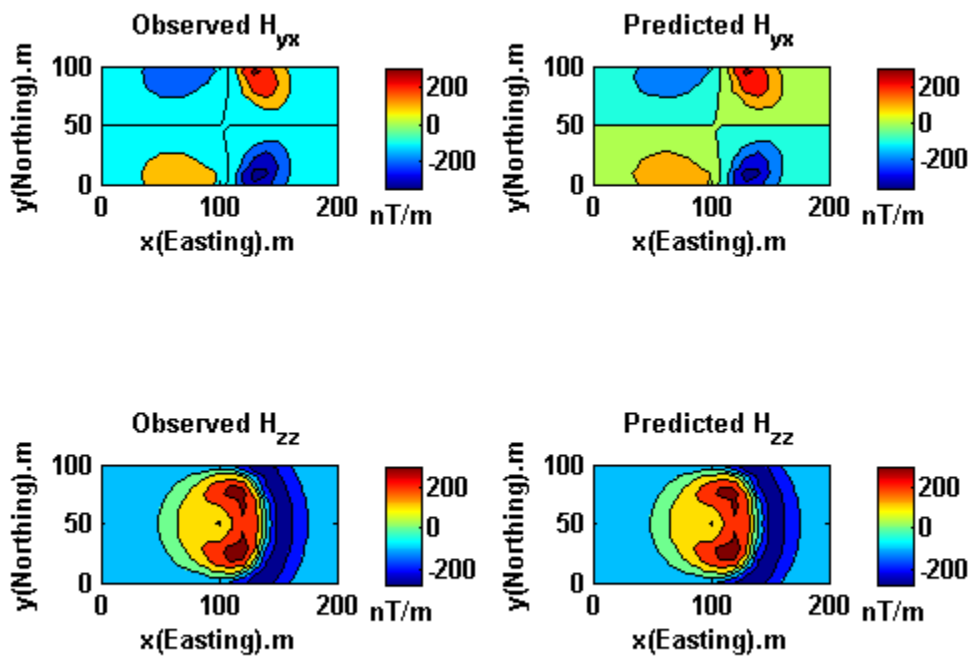 Observed H_yx
Predicted H_yx
y(Northing).m
100
50
0
0
100
200
x(Easting).m
200
0
-200
nT/m
y(Northing).m
100
50
0
0
100
200
x(Easting).m
200
0
-200
nT/m
Observed H_zz
Predicted H_zz
y(Northing).m
100
50
0
0
100
200
x(Easting).m
200
0
-200
nT/m
y(Northing).m
100
50
0
0
100
200
x(Easting).m
200
0
-200
nT/m